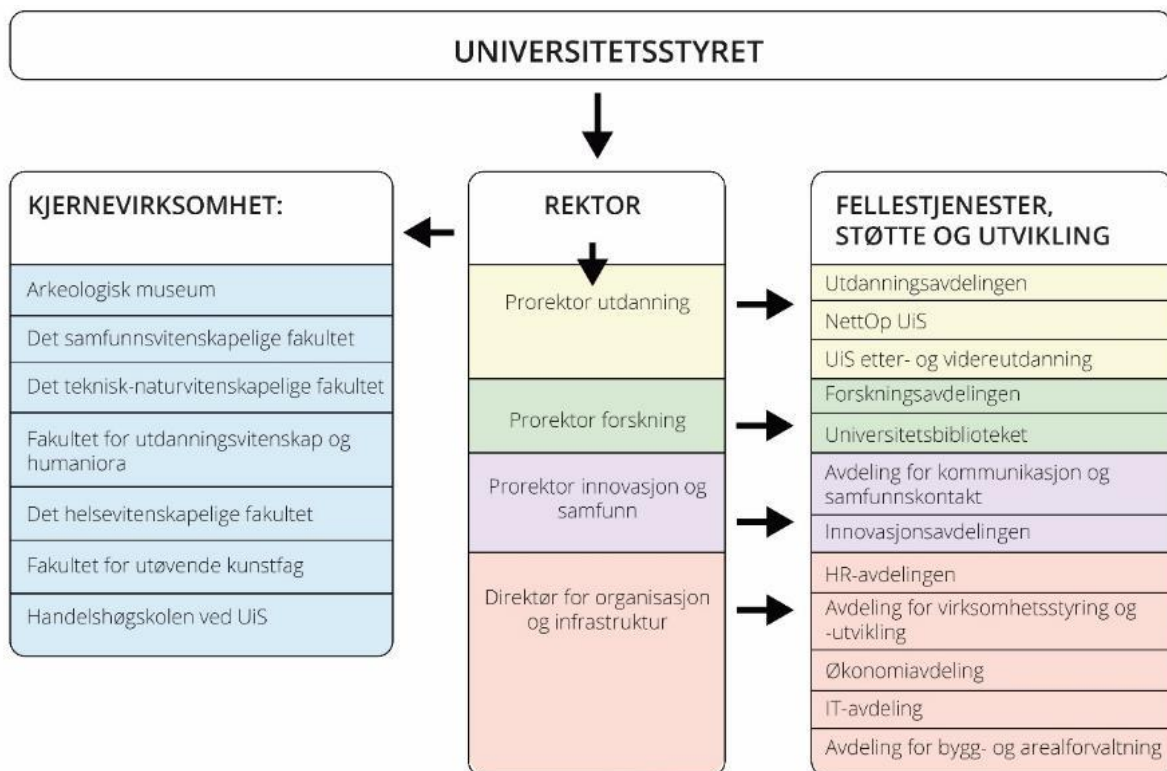 UNIVERSITETSSTYRET
KJERNEVIRKSOMHET:
Arkeologisk museum
Det samfunnsvitenskapelige fakultet
Det teknisk-naturvitenskapelige fakultet
Fakultet for utdanningsvitenskap og
humaniora
Det helsevitenskapelige fakultet
Fakultet for utøvende kunstfag
Handelshøgskolen ved UiS
REKTOR
Prorektor utdanning
Prorektor forskning
Prorektor innovasjon og
samfunn
Direktør for organisasjon
og infrastruktur
FELLESTJENESTER,
STØTTE OG UTVIKLING
Utdanningsavdelingen
NettOp UiS
UiS etter- og videreutdanning
Forskningsavdelingen
Universitetsbiblioteket
Avdeling for kommunikasjon og
samfunnskontakt
Innovasjonsavdelingen
HR-avdelingen
Avdeling for virksomhetsstyring og
-utvikling
Økonomiavdeling
IT-avdeling
Avdeling for bygg- og arealforvaltning